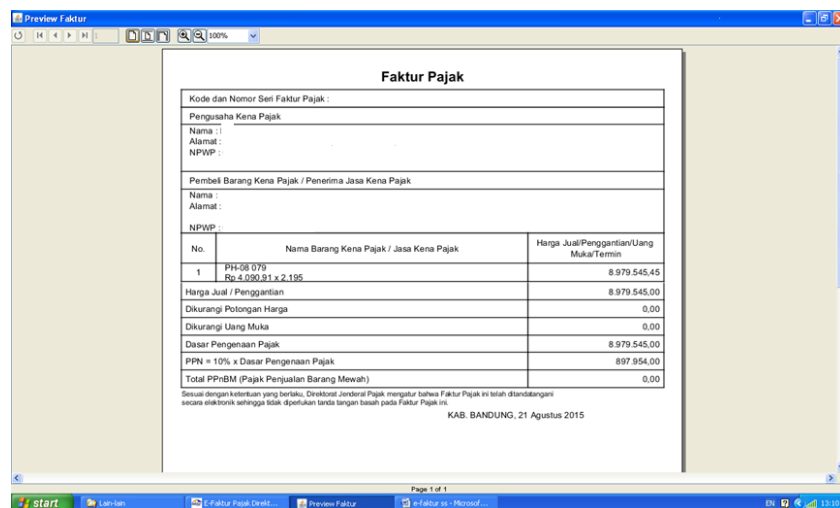 Preview Faktur
1
100%
Faktur Pajak
Kode dan Nomor Seri Faktur Pajak :
Pengusaha Kena Pajak
Nama :
Alamat :
NPWP :
Pembeli Barang Kena Pajak / Penerima Jasa Kena Pajak
Nama :
Alamat :
NPWP :
No.
Nama Barang Kena Pajak / Jasa Kena Pajak
Harga Jual/Penggantian/Uang
Muka/Termin
1
PH-08 079
Rp 4.090,91 x 2.195
8.979.545,45
Harga Jual / Penggantian
8.979.545,00
Dikurangi Potongan Harga
0,00
Dikurangi Uang Muka
0,00
Dasar Pengenaan Pajak
8.979.545,00
PPN = 10% x Dasar Pengenaan Pajak
897.954,00
Total PPnBM (Pajak Penjualan Barang Mewah)
0,00
Sesuai dengan ketentuan yang berlaku, Direktorat Jenderal Pajak mengatur bahwa Faktur Pajak ini telah ditandatangani
secara elektronik sehingga tidak diperlukan tanda tangan basah pada Faktur Pajak ini.
KAB. BANDUNG, 21 Agustus 2015
Page 1 of 1
start
Lain-lain
E-Faktur Pajak Direkt...
Preview Faktur
e-faktur ss - Microsof...
EN
13:10